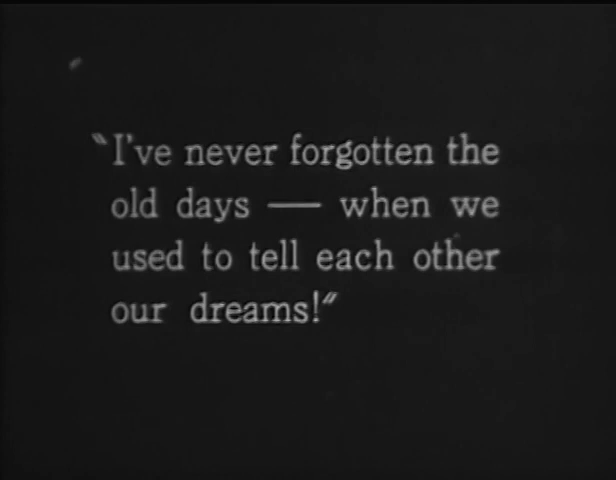 "I've never forgotten the
old days — when we
used to tell each other
our dreams!"